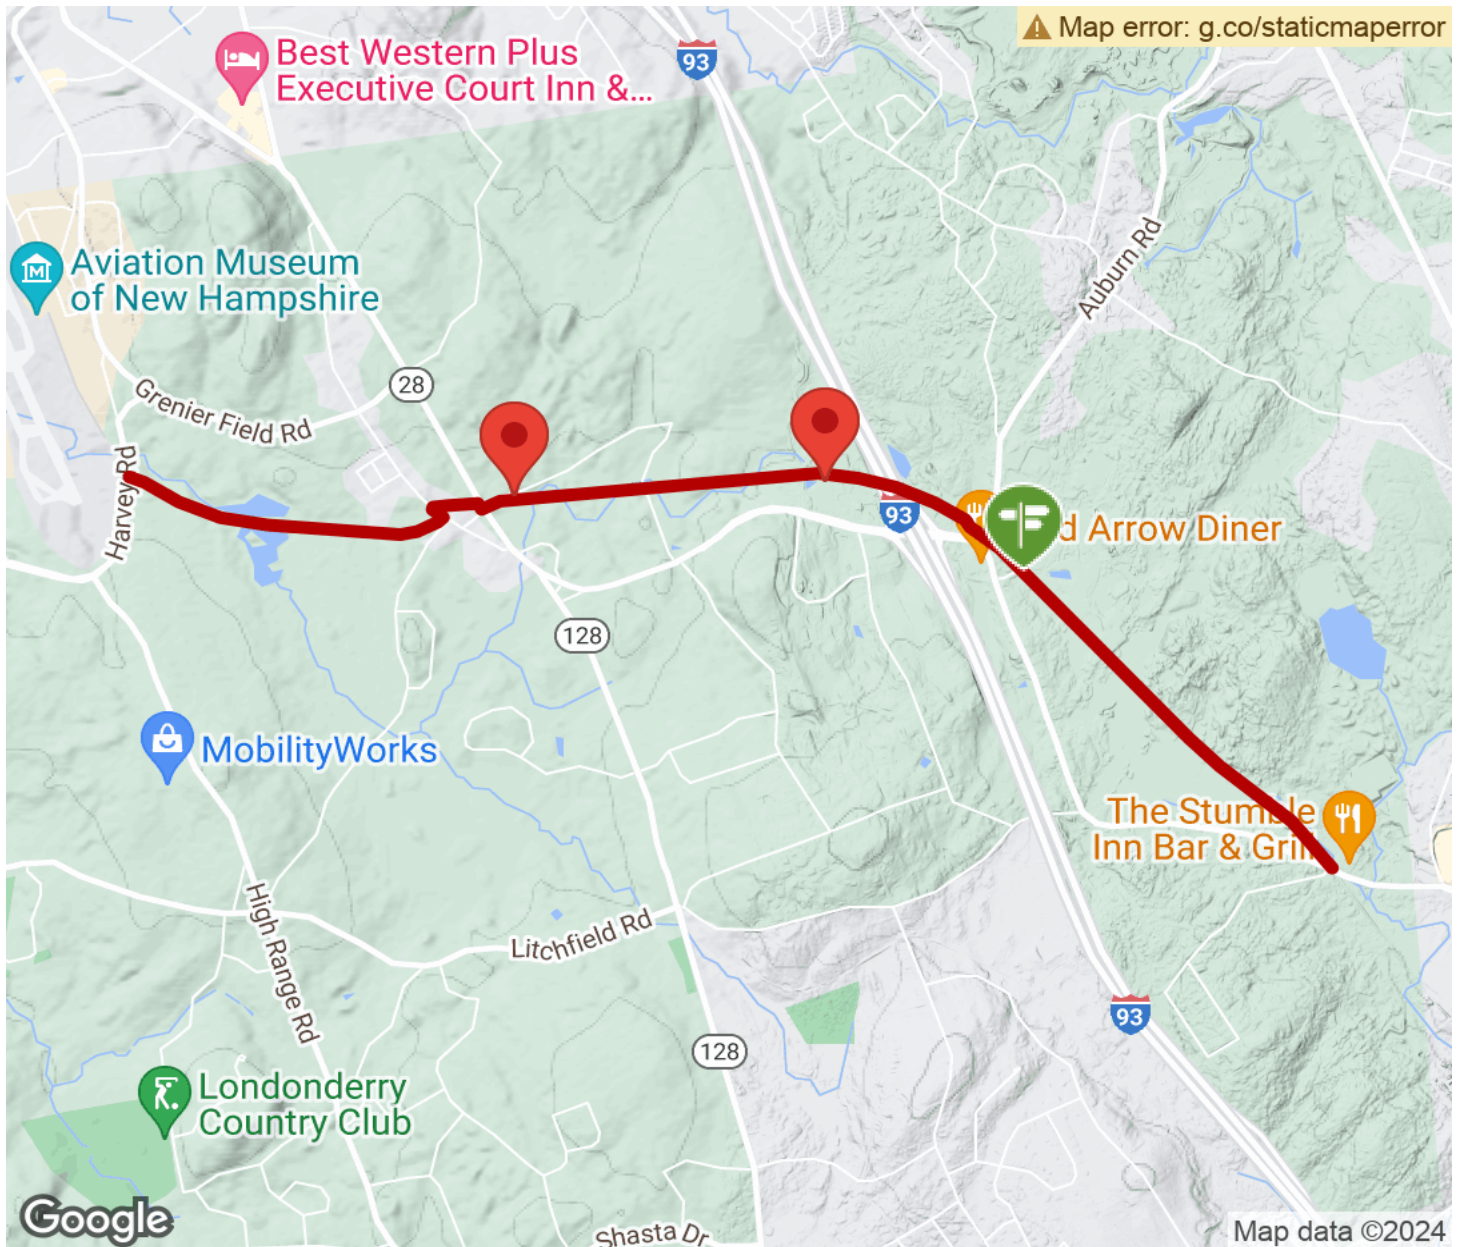 Map error: g.co/staticmaperror
Best Western Plus
Executive Court Inn &...
93
Auburn Rd
Aviation Museum
of New Hampshire
28
Grenier Field Rd
Harvey Rd
93
d Arrow Diner
128
MobilityWorks
The Stumble
Inn Bar & Grill
High Range Rd
Litchfield Rd
93
128
Londonderry
Country Club
Google
Shasta Dr
Map data ©2024